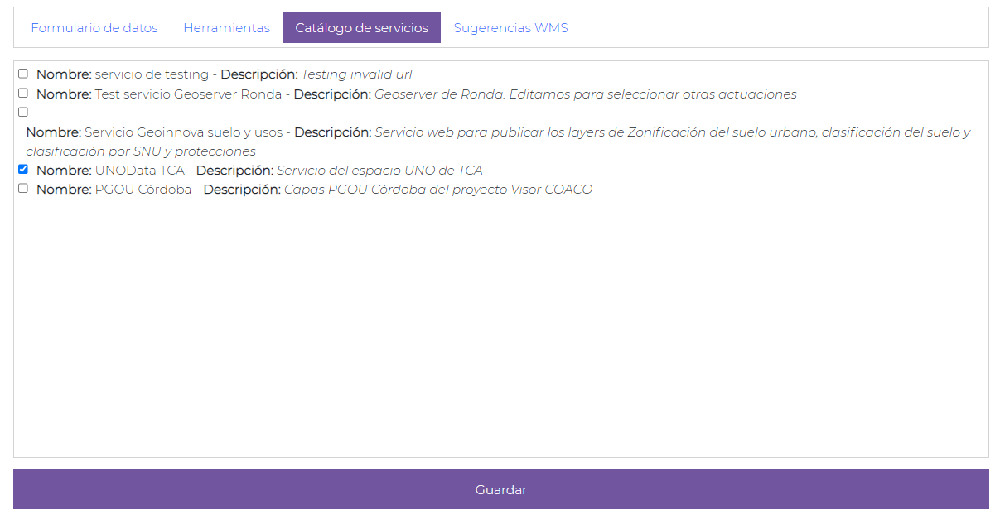 Formulario de datos Herramientas Catálogo de servicios Sugerencias WMS
Nombre: servicio de testing - Descripción: Testing invalid url
Nombre: Test servicio Geoserver Ronda - Descripción: Geoserver de Ronda. Editamos para seleccionar otras actuaciones
Nombre: Servicio Geoinnova suelo y usos - Descripción: Servicio web para publicar los layers de Zonificación del suelo urbano, clasificación del suelo y
clasificación por SNU y protecciones
Nombre: UNOData TCA - Descripción: Servicio del espacio UNO de TCA
Nombre: PGOU Córdoba - Descripción: Capas PGOU Córdoba del proyecto Visor COACO
Guardar